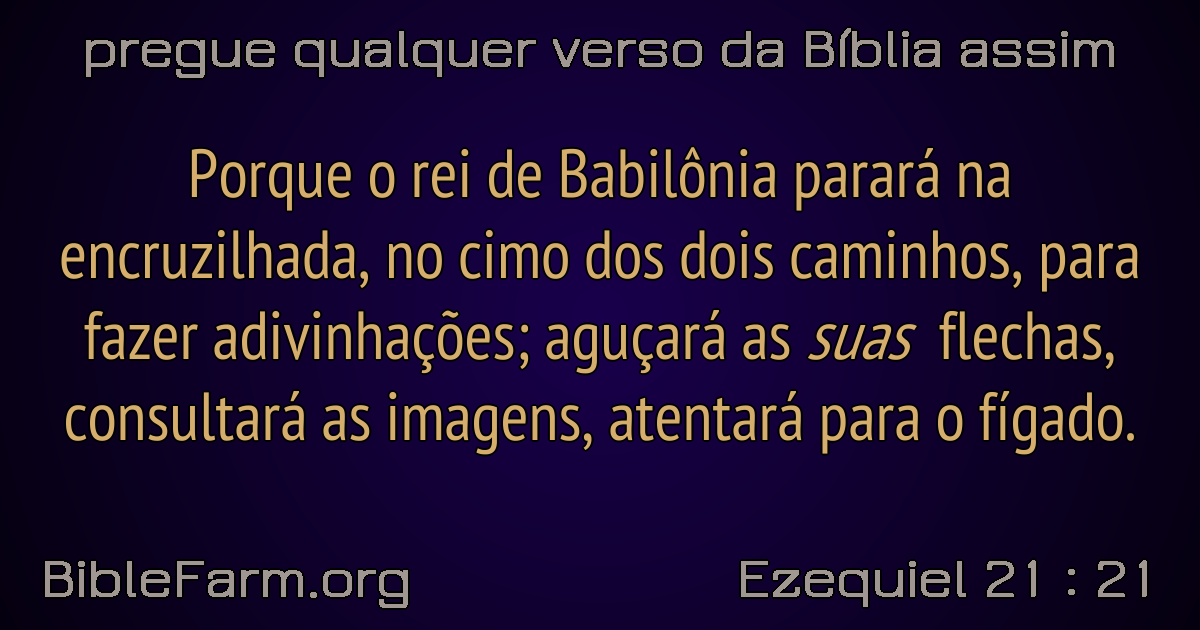 pregue qualquer verso da Bíblia assim
Porque o rei de Babilônia parará na
encruzilhada, no cimo dos dois caminhos, para
fazer adivinhações; aguçará as suas flechas,
consultará as imagens, atentará para o fígado.
BibleFarm.org
Ezequiel 21 : 21